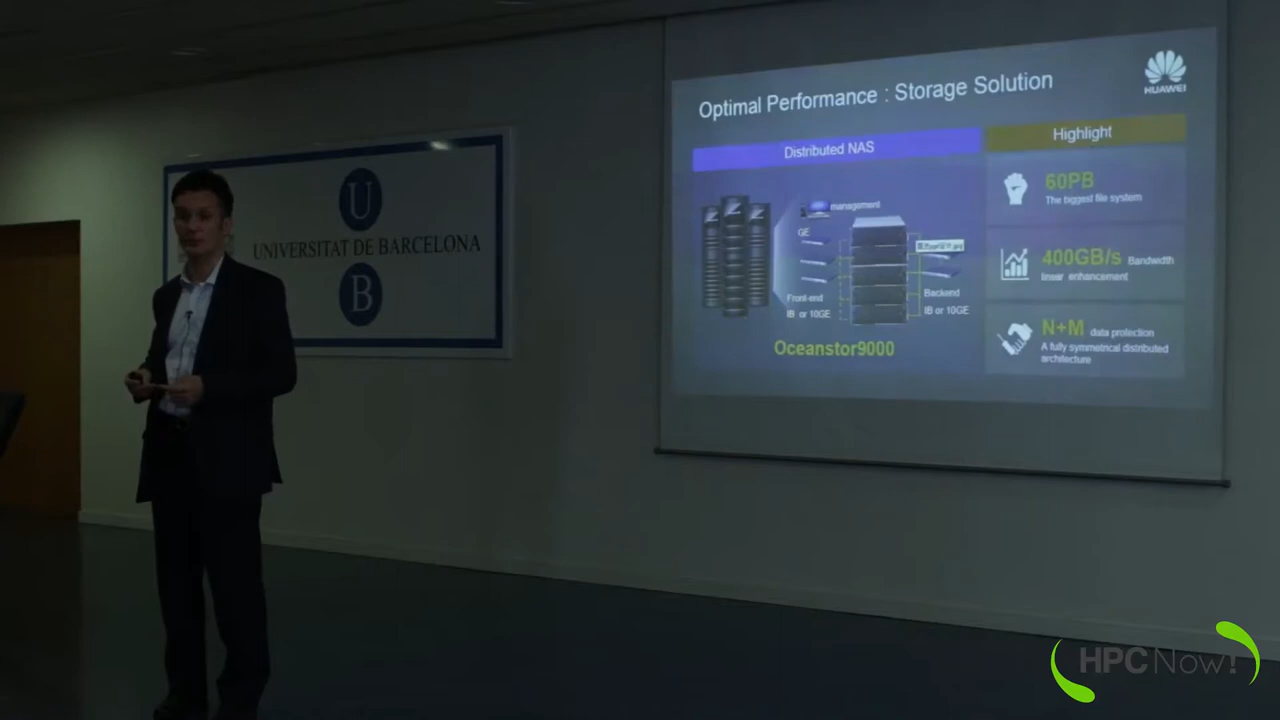 U
UNIVERSITAT DE BARCELONA
B
Optimal Performance : Storage Solution
HUAWEI
Distributed NAS
Highlight
management
GE
Front-end
IB or 10GE
Backend
IB or 10GE
Oceanstor9000
60PB
The biggest file system
400GB/s Bandwidth
linear enhancement
N+M data protection
A fully symmetrical distributed
architecture
HPCNow!